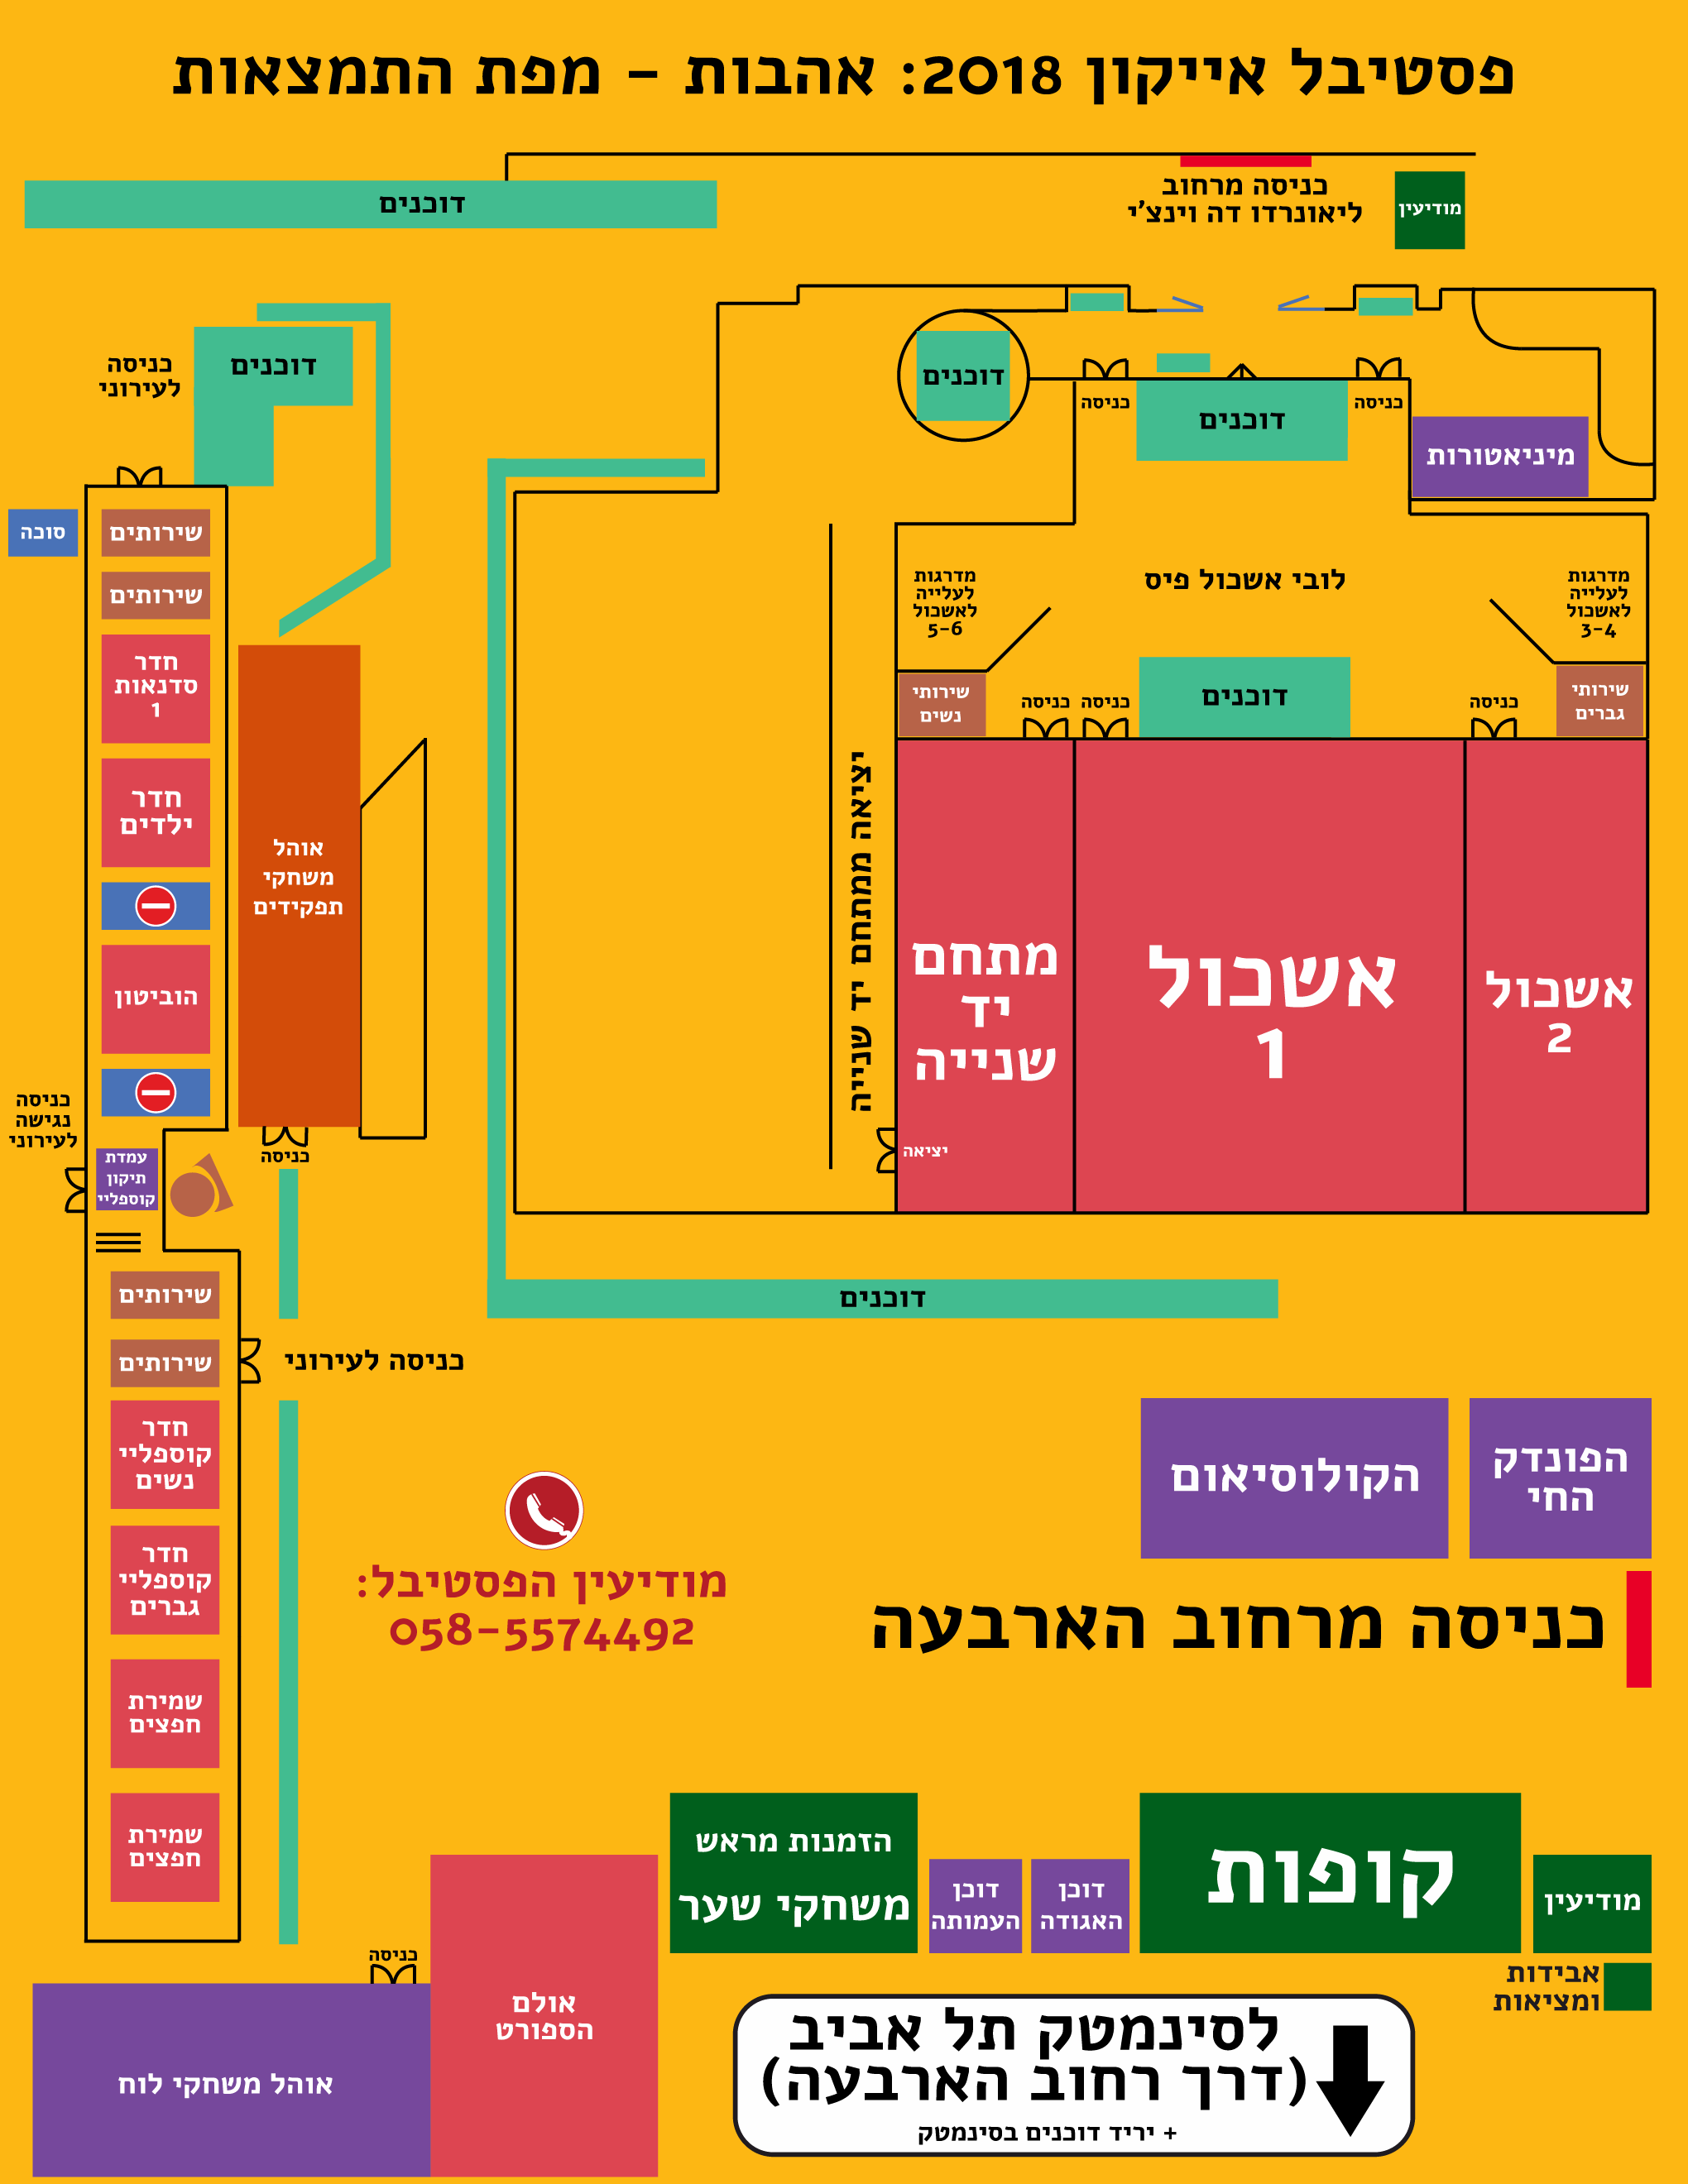 פסטיבל אייקון 2018: אהבות – מפת התמצאות
דוכנים
כניסה מרחוב
ליאונרדו דה וינצ'י
מודיעין
כניסה
לעירוני
דוכנים
דוכנים
כניסה
דוכנים
כניסה
מיניאטורות
סוכה
שירותים
שירותים
חדר
סדנאות
1
חדר
ילדים
הוביטון
אוהל
משחקי
תפקידים
כניסה
מדרגות
לעלייה
לאשכול
5-6
לובי אשכול פיס
מדרגות
לעלייה
לאשכול
3-4
שירותי
נשים
כניסה
כניסה
דוכנים
כניסה
שירותי
גברים
יציאה ממתחם יד שנייה
מתחם
יד
שנייה
יציאה
אשכול
1
אשכול
2
כניסה
נגישה
לעירוני
עמדת
תיקון
קוספליי
שירותים
שירותים
כניסה לעירוני
דוכנים
חדר
קוספליי
נשים
חדר
קוספליי
גברים
שמירת
חפצים
שמירת
חפצים
הקולוסיאום
הפונדק
החי
מודיעין הפסטיבל:
058-5574492
כניסה מרחוב הארבעה
הזמנות מראש
משחקי שער
דוכן
העמותה
דוכן
האגודה
קופות
מודיעין
אבידות
ומציאות
כניסה
אולם
הספורט
אוהל משחקי לוח
לסינמטק תל אביב
(דרך רחוב הארבעה)
+ יריד דוכנים בסינמטק